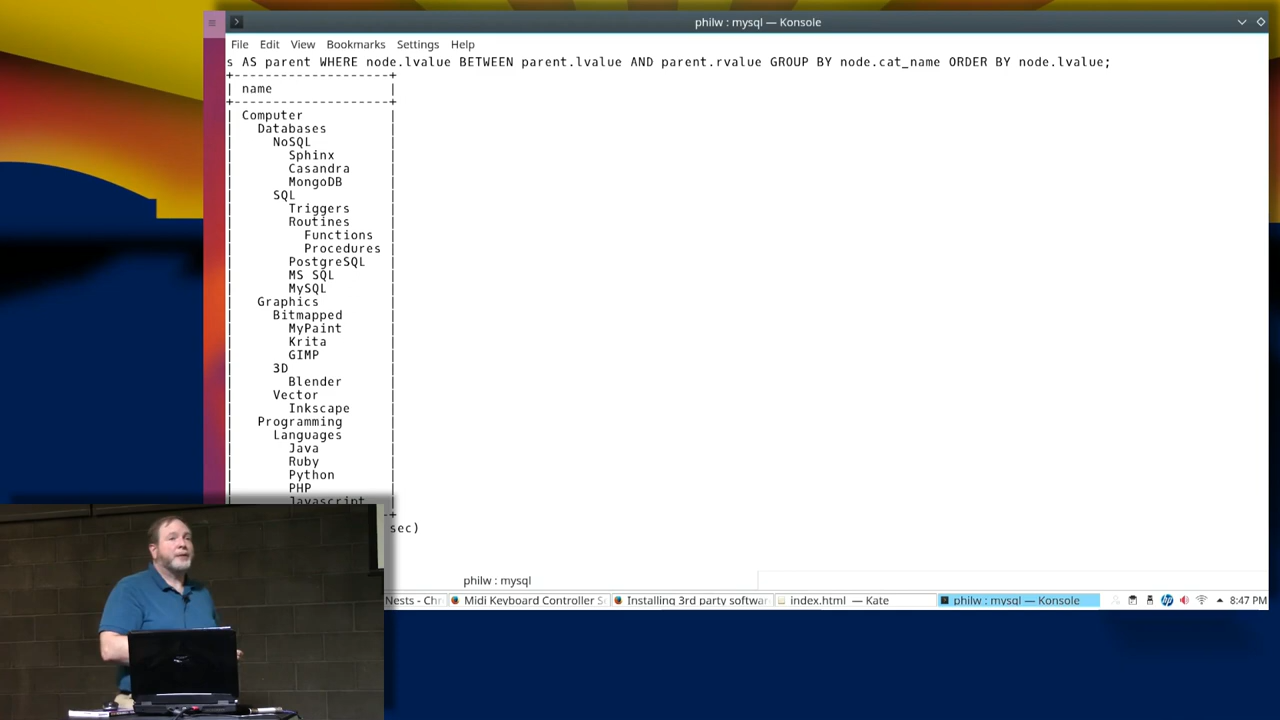 philw : mysql — Konsole
File Edit View Bookmarks Settings Help
s AS parent WHERE node.lvalue BETWEEN parent.lvalue AND parent.rvalue GROUP BY node.cat_name ORDER BY node.lvalue;
+--------------------+
| name |
+--------------------+
| Computer |
| Databases |
| NoSQL |
| Sphinx |
| Casandra |
| MongoDB |
| SQL |
| Triggers |
| Routines |
| Functions |
| Procedures |
| PostgreSQL |
| MS SQL |
| MySQL |
| Graphics |
| Bitmapped |
| MyPaint |
| Krita |
| GIMP |
| 3D |
| Blender |
| Vector |
| Inkscape |
| Programming |
| Languages |
| Java |
| Ruby |
| Python |
| PHP |
| Javascript |
-+
sec)
philw : mysql
Nests - Chr Midi Keyboard Controller Se Installing 3rd party softwar index.html — Kate philw : mysql — Konsole 8:47 PM